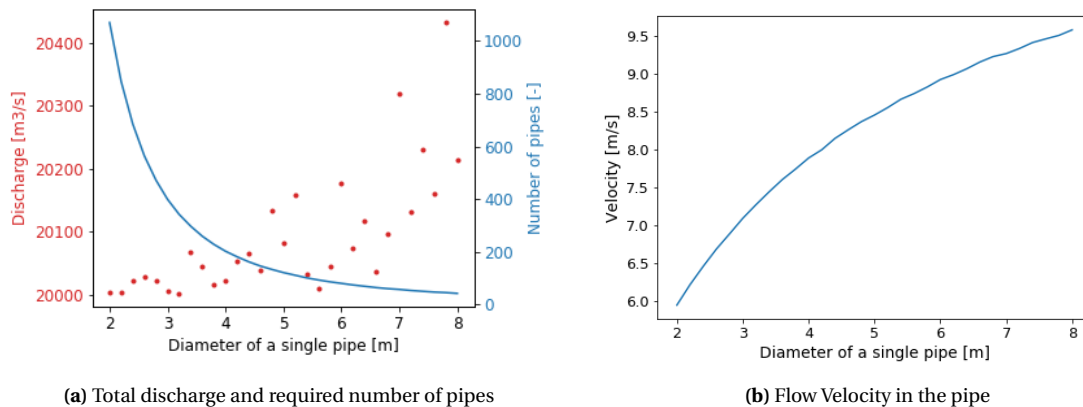 20400
20300
20200
20100
20000
Discharge [m3/s]
1000
800
600
400
200
0
Number of pipes [-]
2 3 4 5 6 7 8
Diameter of a single pipe [m]
(a) Total discharge and required number of pipes
9.5
9.0
8.5
8.0
7.5
7.0
6.5
6.0
Velocity [m/s]
2 3 4 5 6 7 8
Diameter of a single pipe [m]
(b) Flow Velocity in the pipe